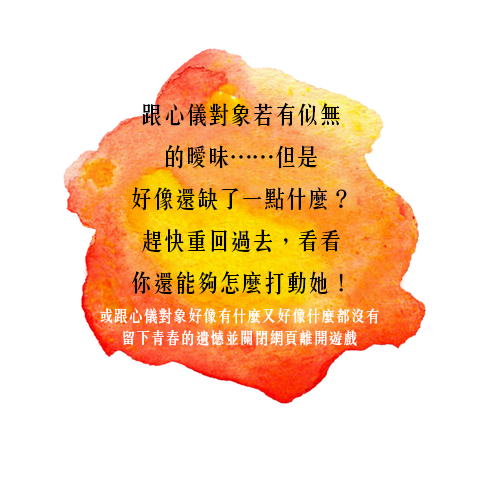 跟心儀對象若有似無
的曖昧⋯⋯但是
好像還缺了一點什麼？
趕快重回過去，看看
你還能夠怎麼打動她！
或跟心儀對象好像有什麼又好像什麼都沒有
留下青春的遺憾並關閉網頁離開遊戲